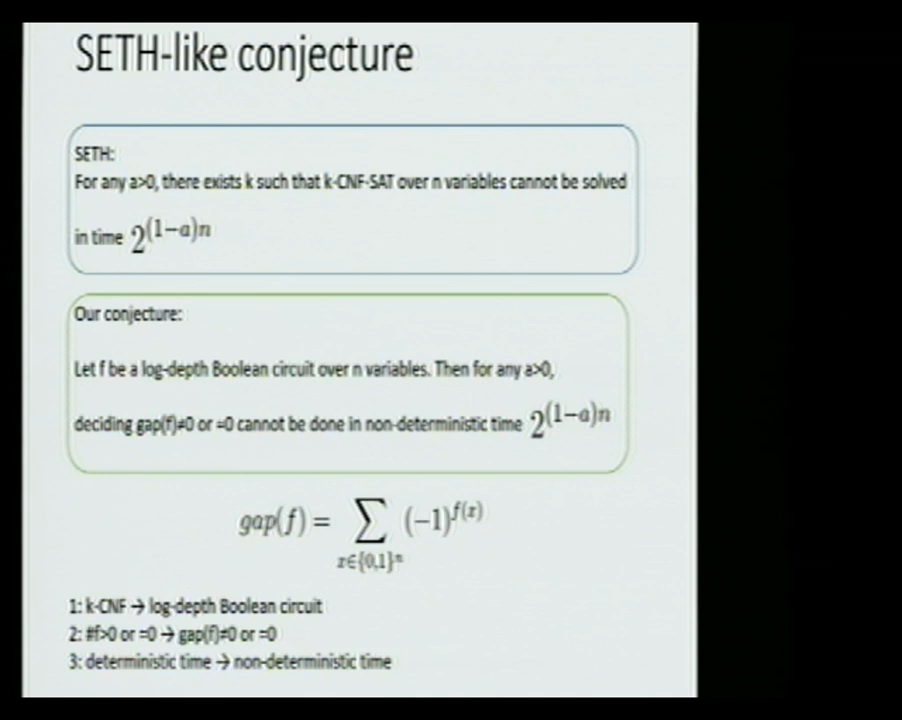 SETH-like conjecture
SETH:
For any a>0, there exists k such that k-CNF-SAT over n variables cannot be solved
in time 2^{(1−a)n}
Our conjecture:
Let f be a log-depth Boolean circuit over n variables. Then for any a>0,
deciding gap(f)≠0 or =0 cannot be done in non-deterministic time 2^{(1−a)n}
gap(f) = ∑_{x∈{0,1}^n} (−1)^{f(x)}
1: k-CNF → log-depth Boolean circuit
2: #f>0 or =0 → gap(f)≠0 or =0
3: deterministic time → non-deterministic time